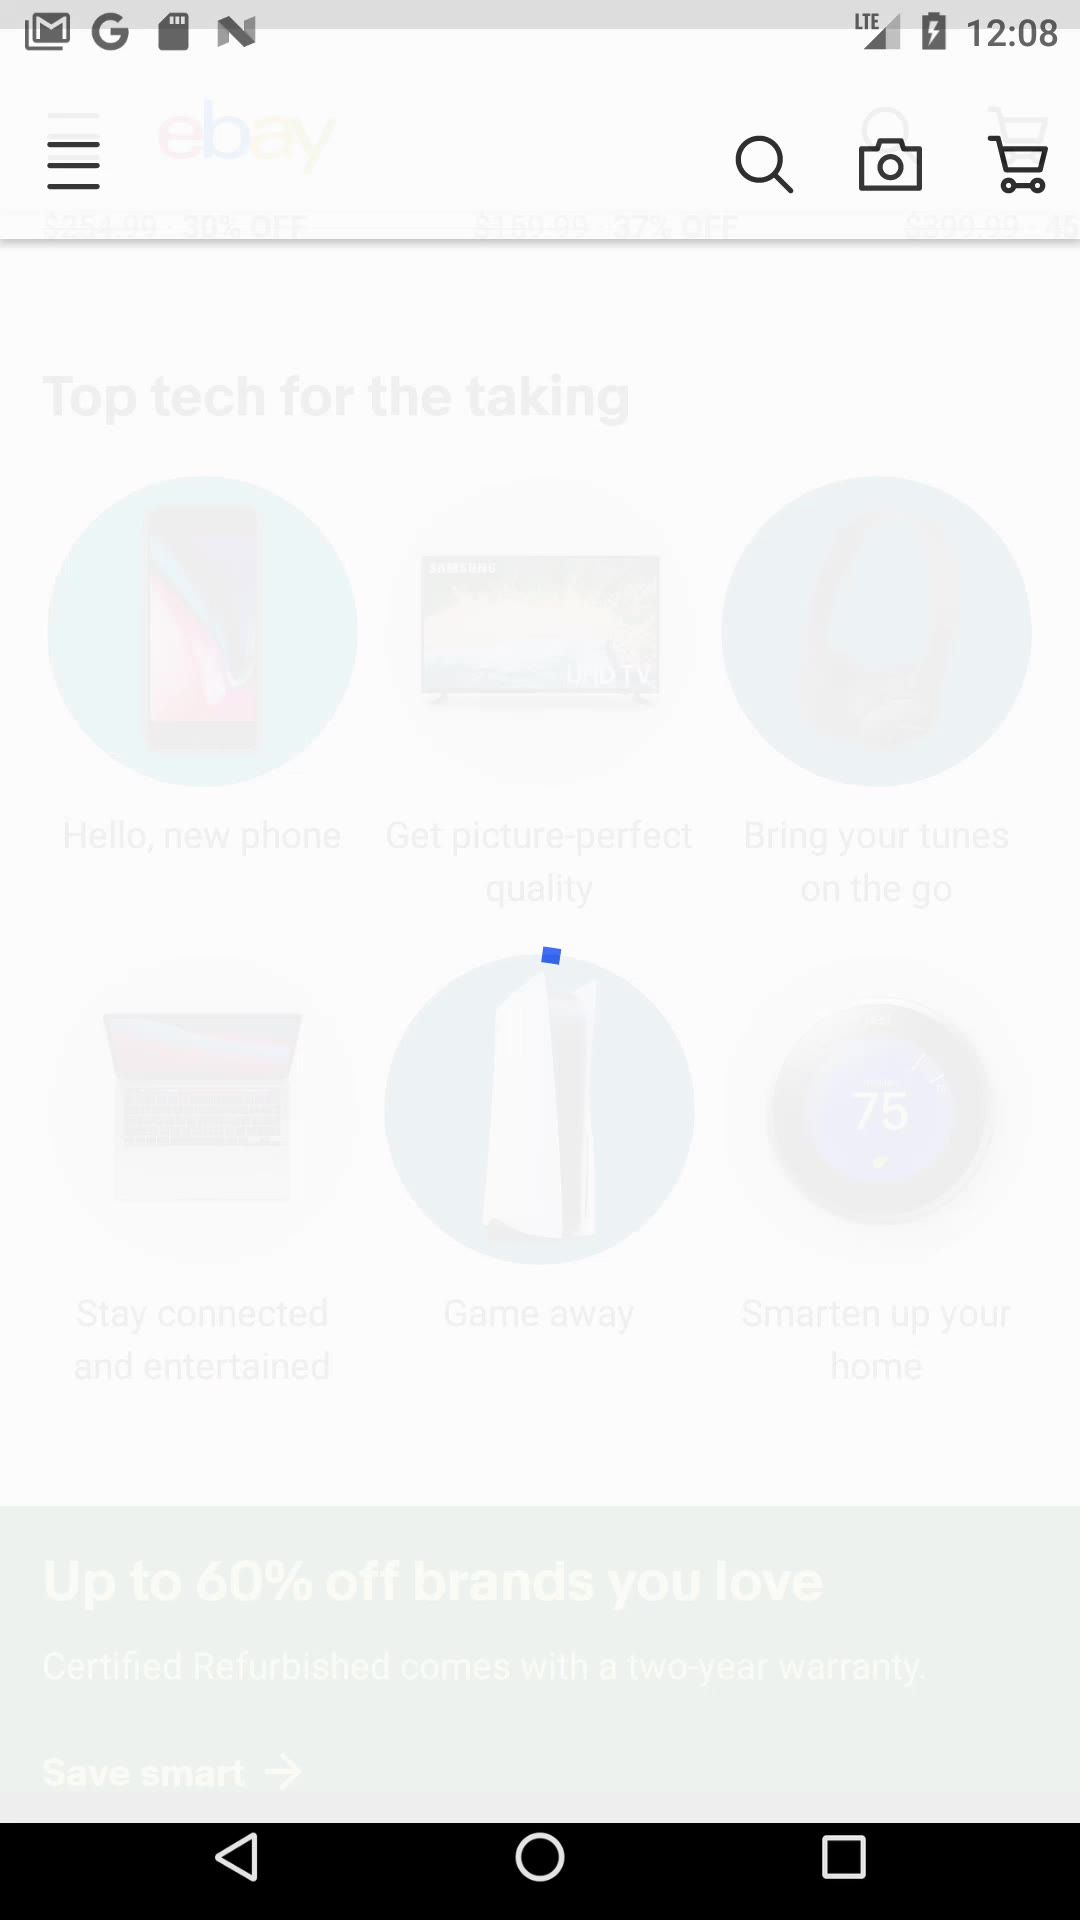 LTE 12:08
ebay
$254.99 · 30% OFF $159.99 · 37% OFF $399.99 · 45
Top tech for the taking
SAMSUNG
UHD TV
Hello, new phone
Get picture-perfect
quality
Bring your tunes
on the go
75
Stay connected
and entertained
Game away
Smarten up your
home
Up to 60% off brands you love
Certified Refurbished comes with a two-year warranty.
Save smart